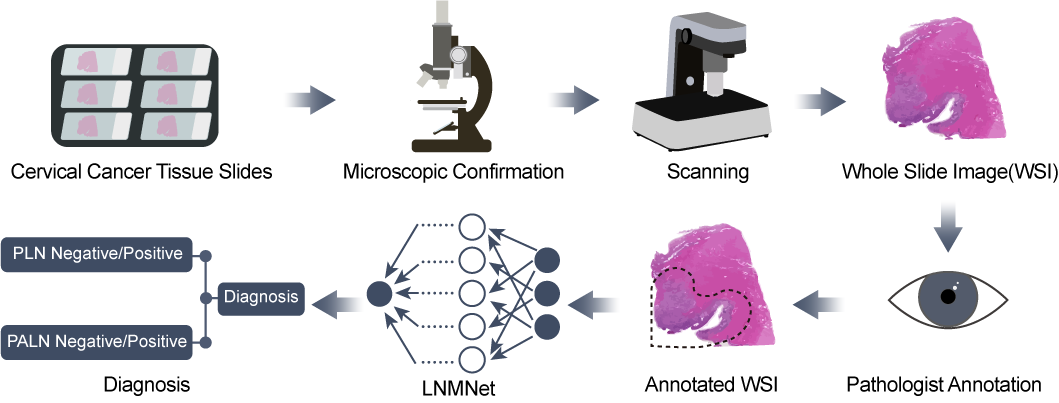 Cervical Cancer Tissue Slides
Microscopic Confirmation
Scanning
Whole Slide Image(WSI)
Pathologist Annotation
Annotated WSI
LNMNet
Diagnosis
PLN Negative/Positive
PALN Negative/Positive
Diagnosis